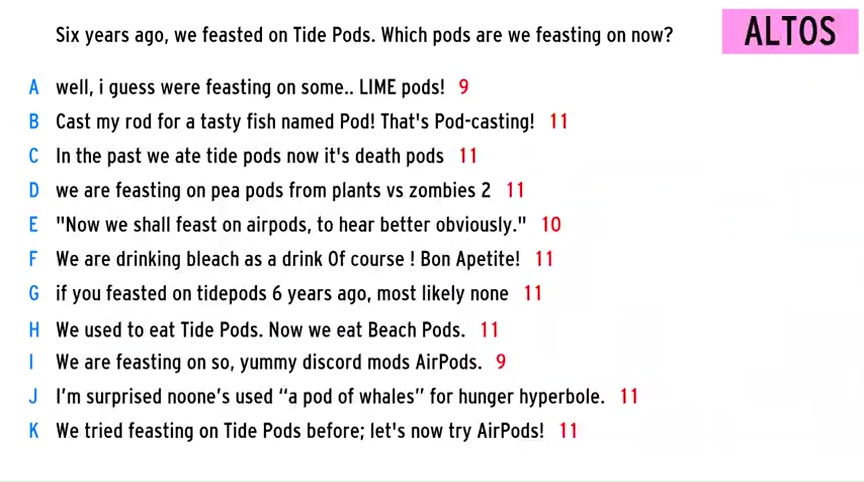 Six years ago, we feasted on Tide Pods. Which pods are we feasting on now?
ALTOS
A well, i guess were feasting on some.. LIME pods! 9
B Cast my rod for a tasty fish named Pod! That's Pod-casting! 11
C In the past we ate tide pods now it's death pods 11
D we are feasting on pea pods from plants vs zombies 2 11
E "Now we shall feast on airpods, to hear better obviously." 10
F We are drinking bleach as a drink Of course ! Bon Apetite! 11
G if you feasted on tidepods 6 years ago, most likely none 11
H We used to eat Tide Pods. Now we eat Beach Pods. 11
I We are feasting on so, yummy discord mods AirPods. 9
J I’m surprised noone’s used “a pod of whales” for hunger hyperbole. 11
K We tried feasting on Tide Pods before; let's now try AirPods! 11